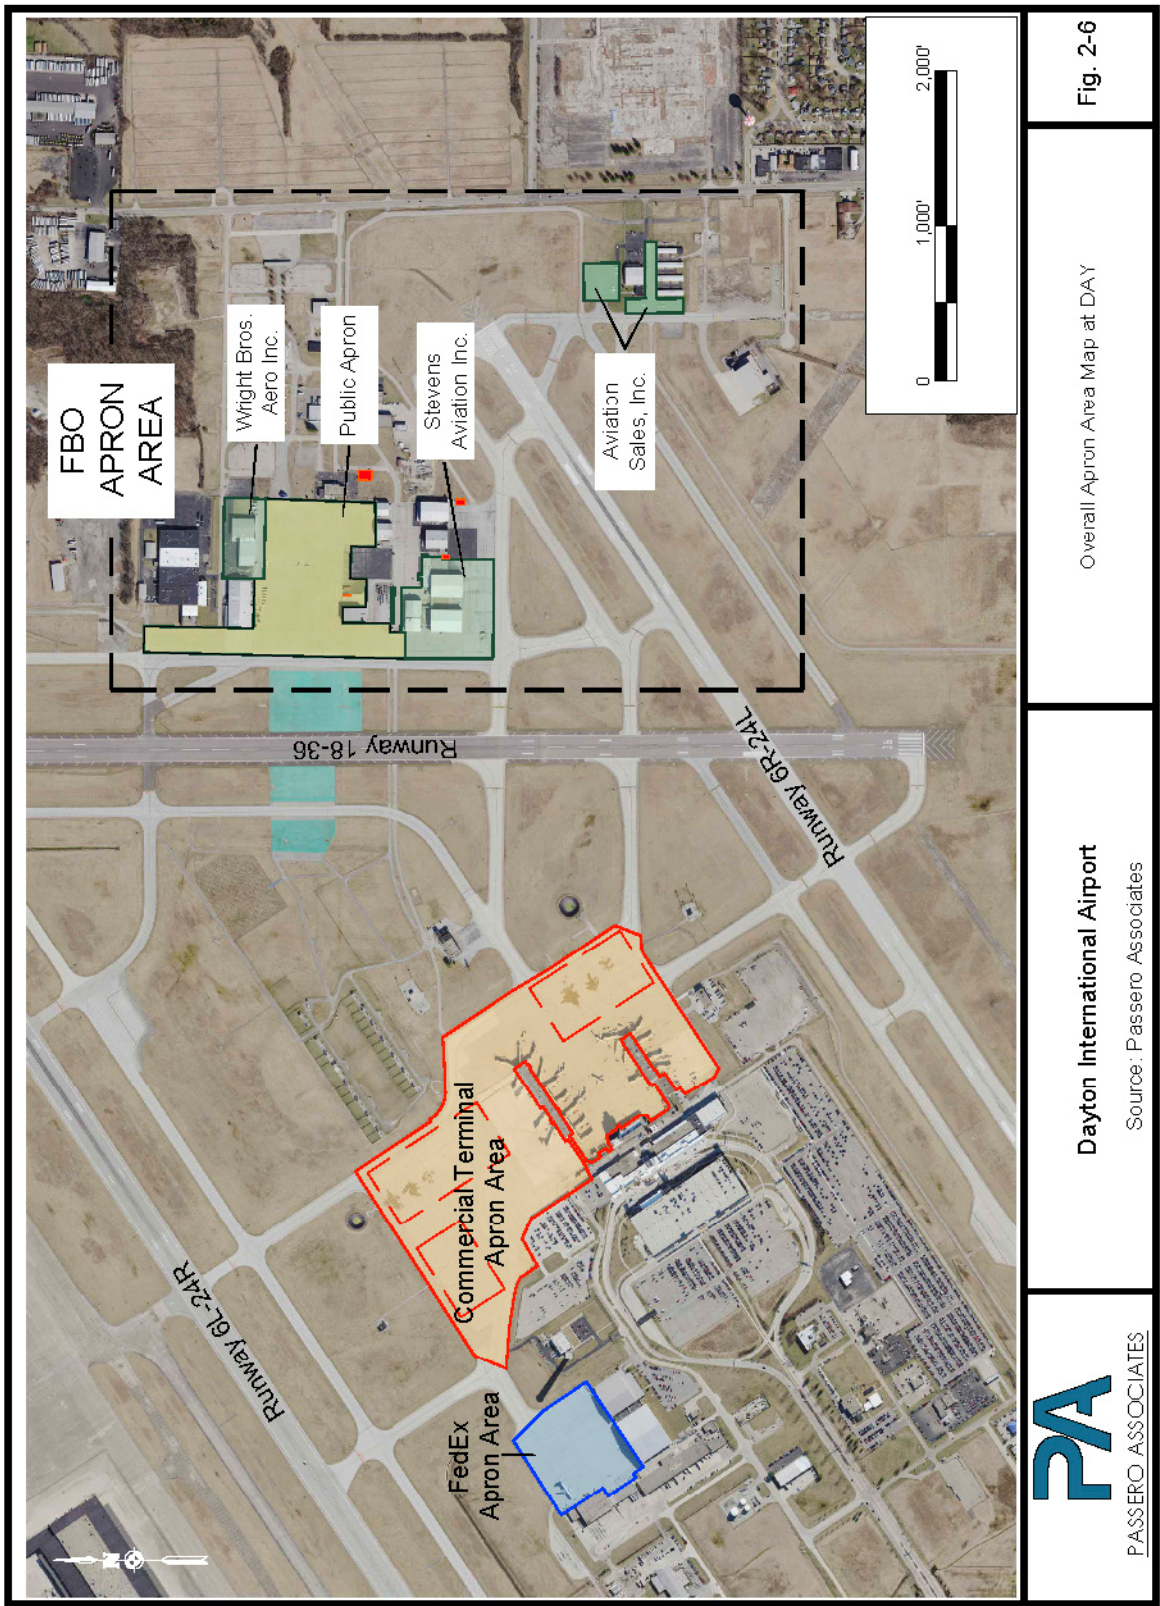 FBO
APRON
AREA
Wright Bros.
Aero Inc.
Public Apron
Stevens
Aviation Inc.
Aviation
Sales, Inc.
Runway 18-36
Runway 6R-24L
Runway 6L-24R
Commercial Terminal
Apron Area
FedEx
Apron Area
N
0
1,000'
2,000'
36
PA
PASSERO ASSOCIATES
Dayton International Airport
Source: Passero Associates
Overall Apron Area Map at DAY
Fig. 2-6